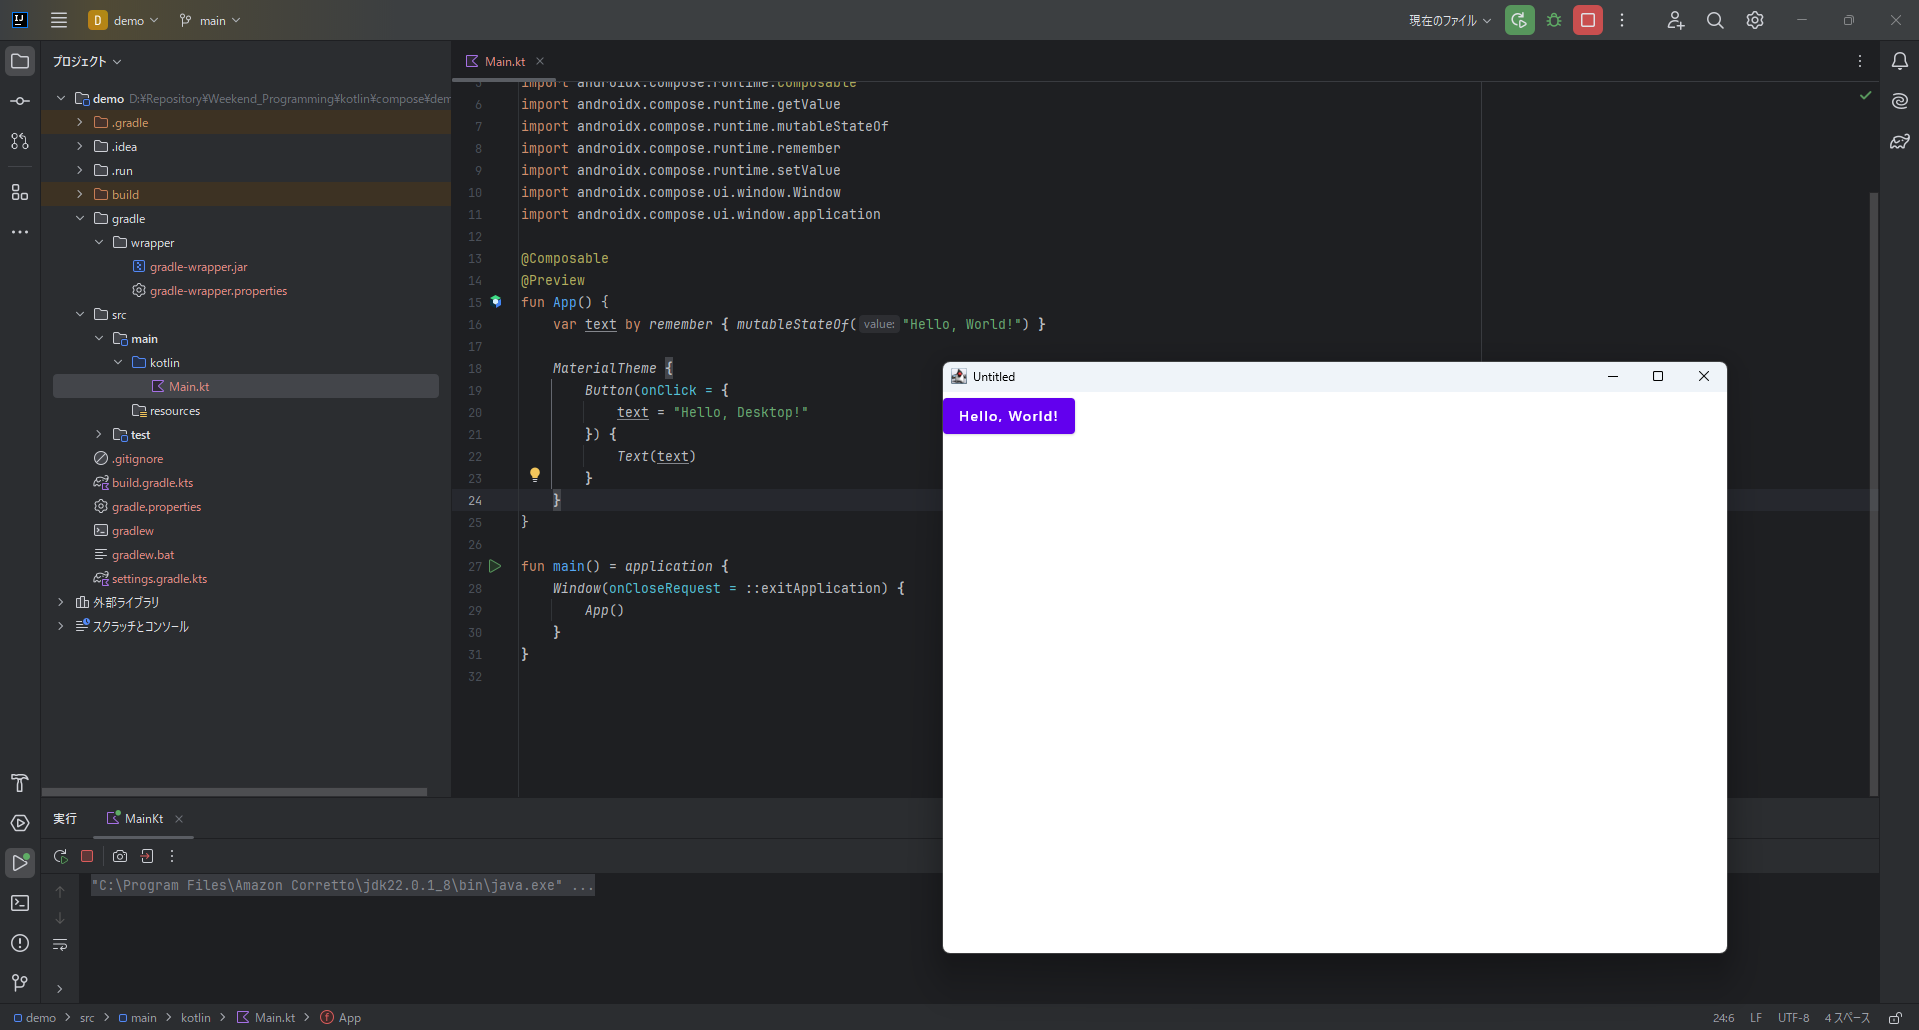 IJ
D demo
main
現在のファイル
プロジェクト
Main.kt
demo D:¥Repository¥Weekend_Programming¥kotlin¥compose¥dem
.gradle
.idea
.run
build
gradle
wrapper
gradle-wrapper.jar
gradle-wrapper.properties
src
main
kotlin
Main.kt
resources
test
.gitignore
build.gradle.kts
gradle.properties
gradlew
gradlew.bat
settings.gradle.kts
外部ライブラリ
スクラッチとコンソール
5 import androidx.compose.runtime.Composable
6 import androidx.compose.runtime.getValue
7 import androidx.compose.runtime.mutableStateOf
8 import androidx.compose.runtime.remember
9 import androidx.compose.runtime.setValue
10 import androidx.compose.ui.window.Window
11 import androidx.compose.ui.window.application
12
13 @Composable
14 @Preview
15 fun App() {
16 var text by remember { mutableStateOf( value: "Hello, World!") }
17
18 MaterialTheme {
19 Button(onClick = {
20 text = "Hello, Desktop!"
21 }) {
22 Text(text)
23 }
24 }
25 }
26
27 fun main() = application {
28 Window(onCloseRequest = ::exitApplication) {
29 App()
30 }
31 }
32
Untitled
Hello, World!
実行
MainKt
"C:\Program Files\Amazon Corretto\jdk22.0.1_8\bin\java.exe" ...
demo > src > main > kotlin > Main.kt > f App
24:6 LF UTF-8 4 スペース